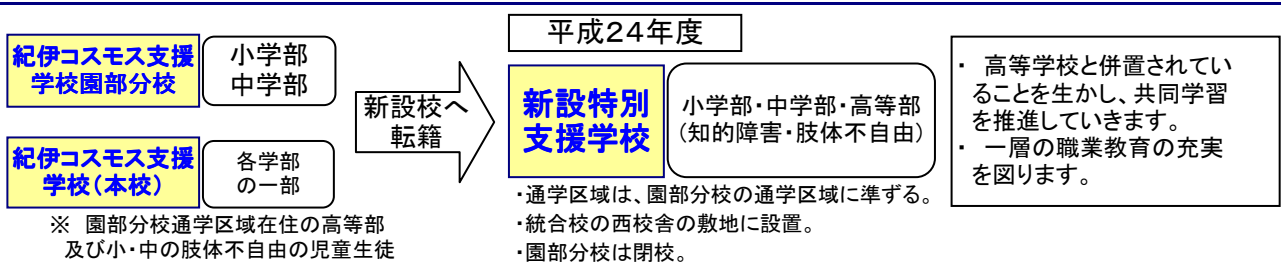 紀伊コスモス支援
学校園部分校
小学部
中学部
紀伊コスモス支援
学校(本校)
各学部
の一部
※ 園部分校通学区域在住の高等部
及び小・中の肢体不自由の児童生徒
新設校へ
転籍
平成24年度
新設特別
支援学校
小学部・中学部・高等部
(知的障害・肢体不自由)
・通学区域は、園部分校の通学区域に準ずる。
・統合校の西校舎の敷地に設置。
・園部分校は閉校。
・ 高等学校と併置されてい
ることを生かし、共同学習
を推進していきます。
・ 一層の職業教育の充実
を図ります。